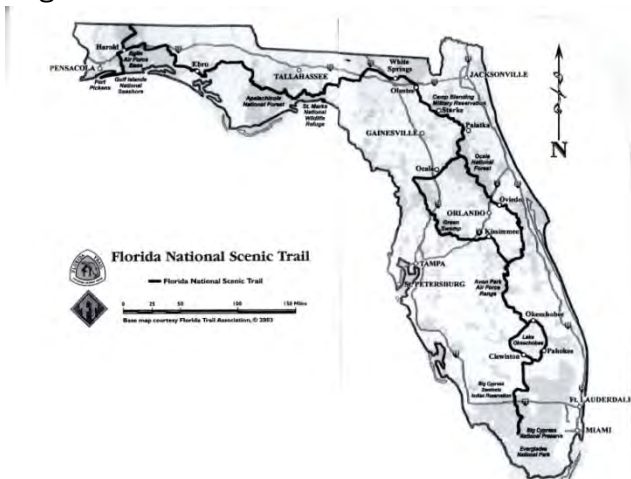 Harold
Eglin
Air Force
Base
PENSACOLA
Fort
Pickens
Gulf Islands
National
Seashore
Ebro
TALLAHASSEE
Apalachicola
National Forest
St. Marks
National
Wildlife
Refuge
White
Springs
Olustee
JACKSONVILLE
Camp Blanding
Military Reservation
Starke
Palatka
GAINESVILLE
Ocala
National
Forest
Ocala
Oviedo
ORLANDO
Green
Swamp
Kissimmee
TAMPA
ST. PETERSBURG
Avon Park
Air Force
Range
Okeechobee
Lake
Okeechobee
Clewiston
Pahokee
Big Cypress
Seminole
Indian Reservation
Ft. LAUDERDALE
Big Cypress
National Preserve
MIAMI
Everglades
National Park
N
Florida National Scenic Trail
Florida National Scenic Trail
0 25 50 100 150 Miles
Base map courtesy Florida Trail Association, © 2003